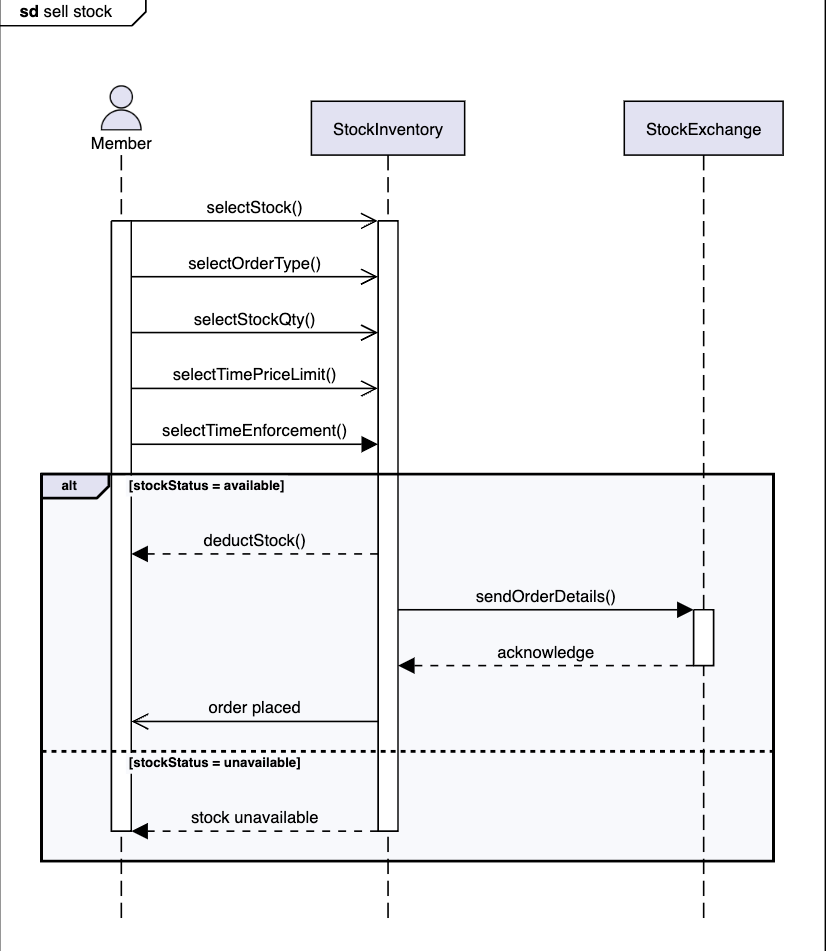 sd sell stock
Member
StockInventory
StockExchange
selectStock()
selectOrderType()
selectStockQty()
selectTimePriceLimit()
selectTimeEnforcement()
alt
[stockStatus = available]
deductStock()
sendOrderDetails()
acknowledge
order placed
[stockStatus = unavailable]
stock unavailable